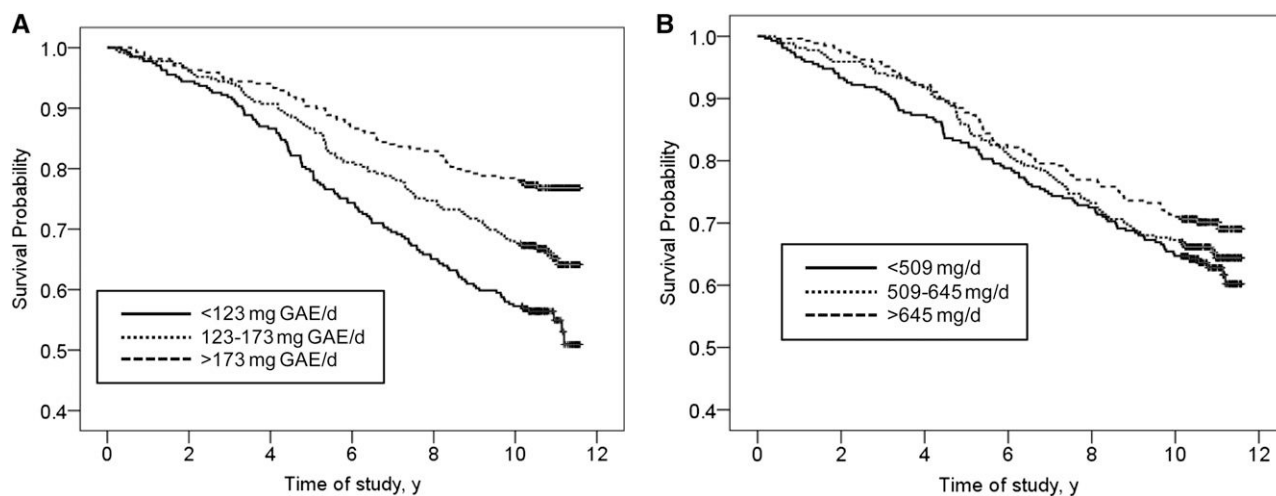 A
1.0
0.9
0.8
0.7
0.6
0.5
0.4
Survival Probability
<123 mg GAE/d
123-173 mg GAE/d
>173 mg GAE/d
0 2 4 6 8 10 12
Time of study, y
B
1.0
0.9
0.8
0.7
0.6
0.5
0.4
Survival Probability
<509 mg/d
509-645 mg/d
>645 mg/d
0 2 4 6 8 10 12
Time of study, y